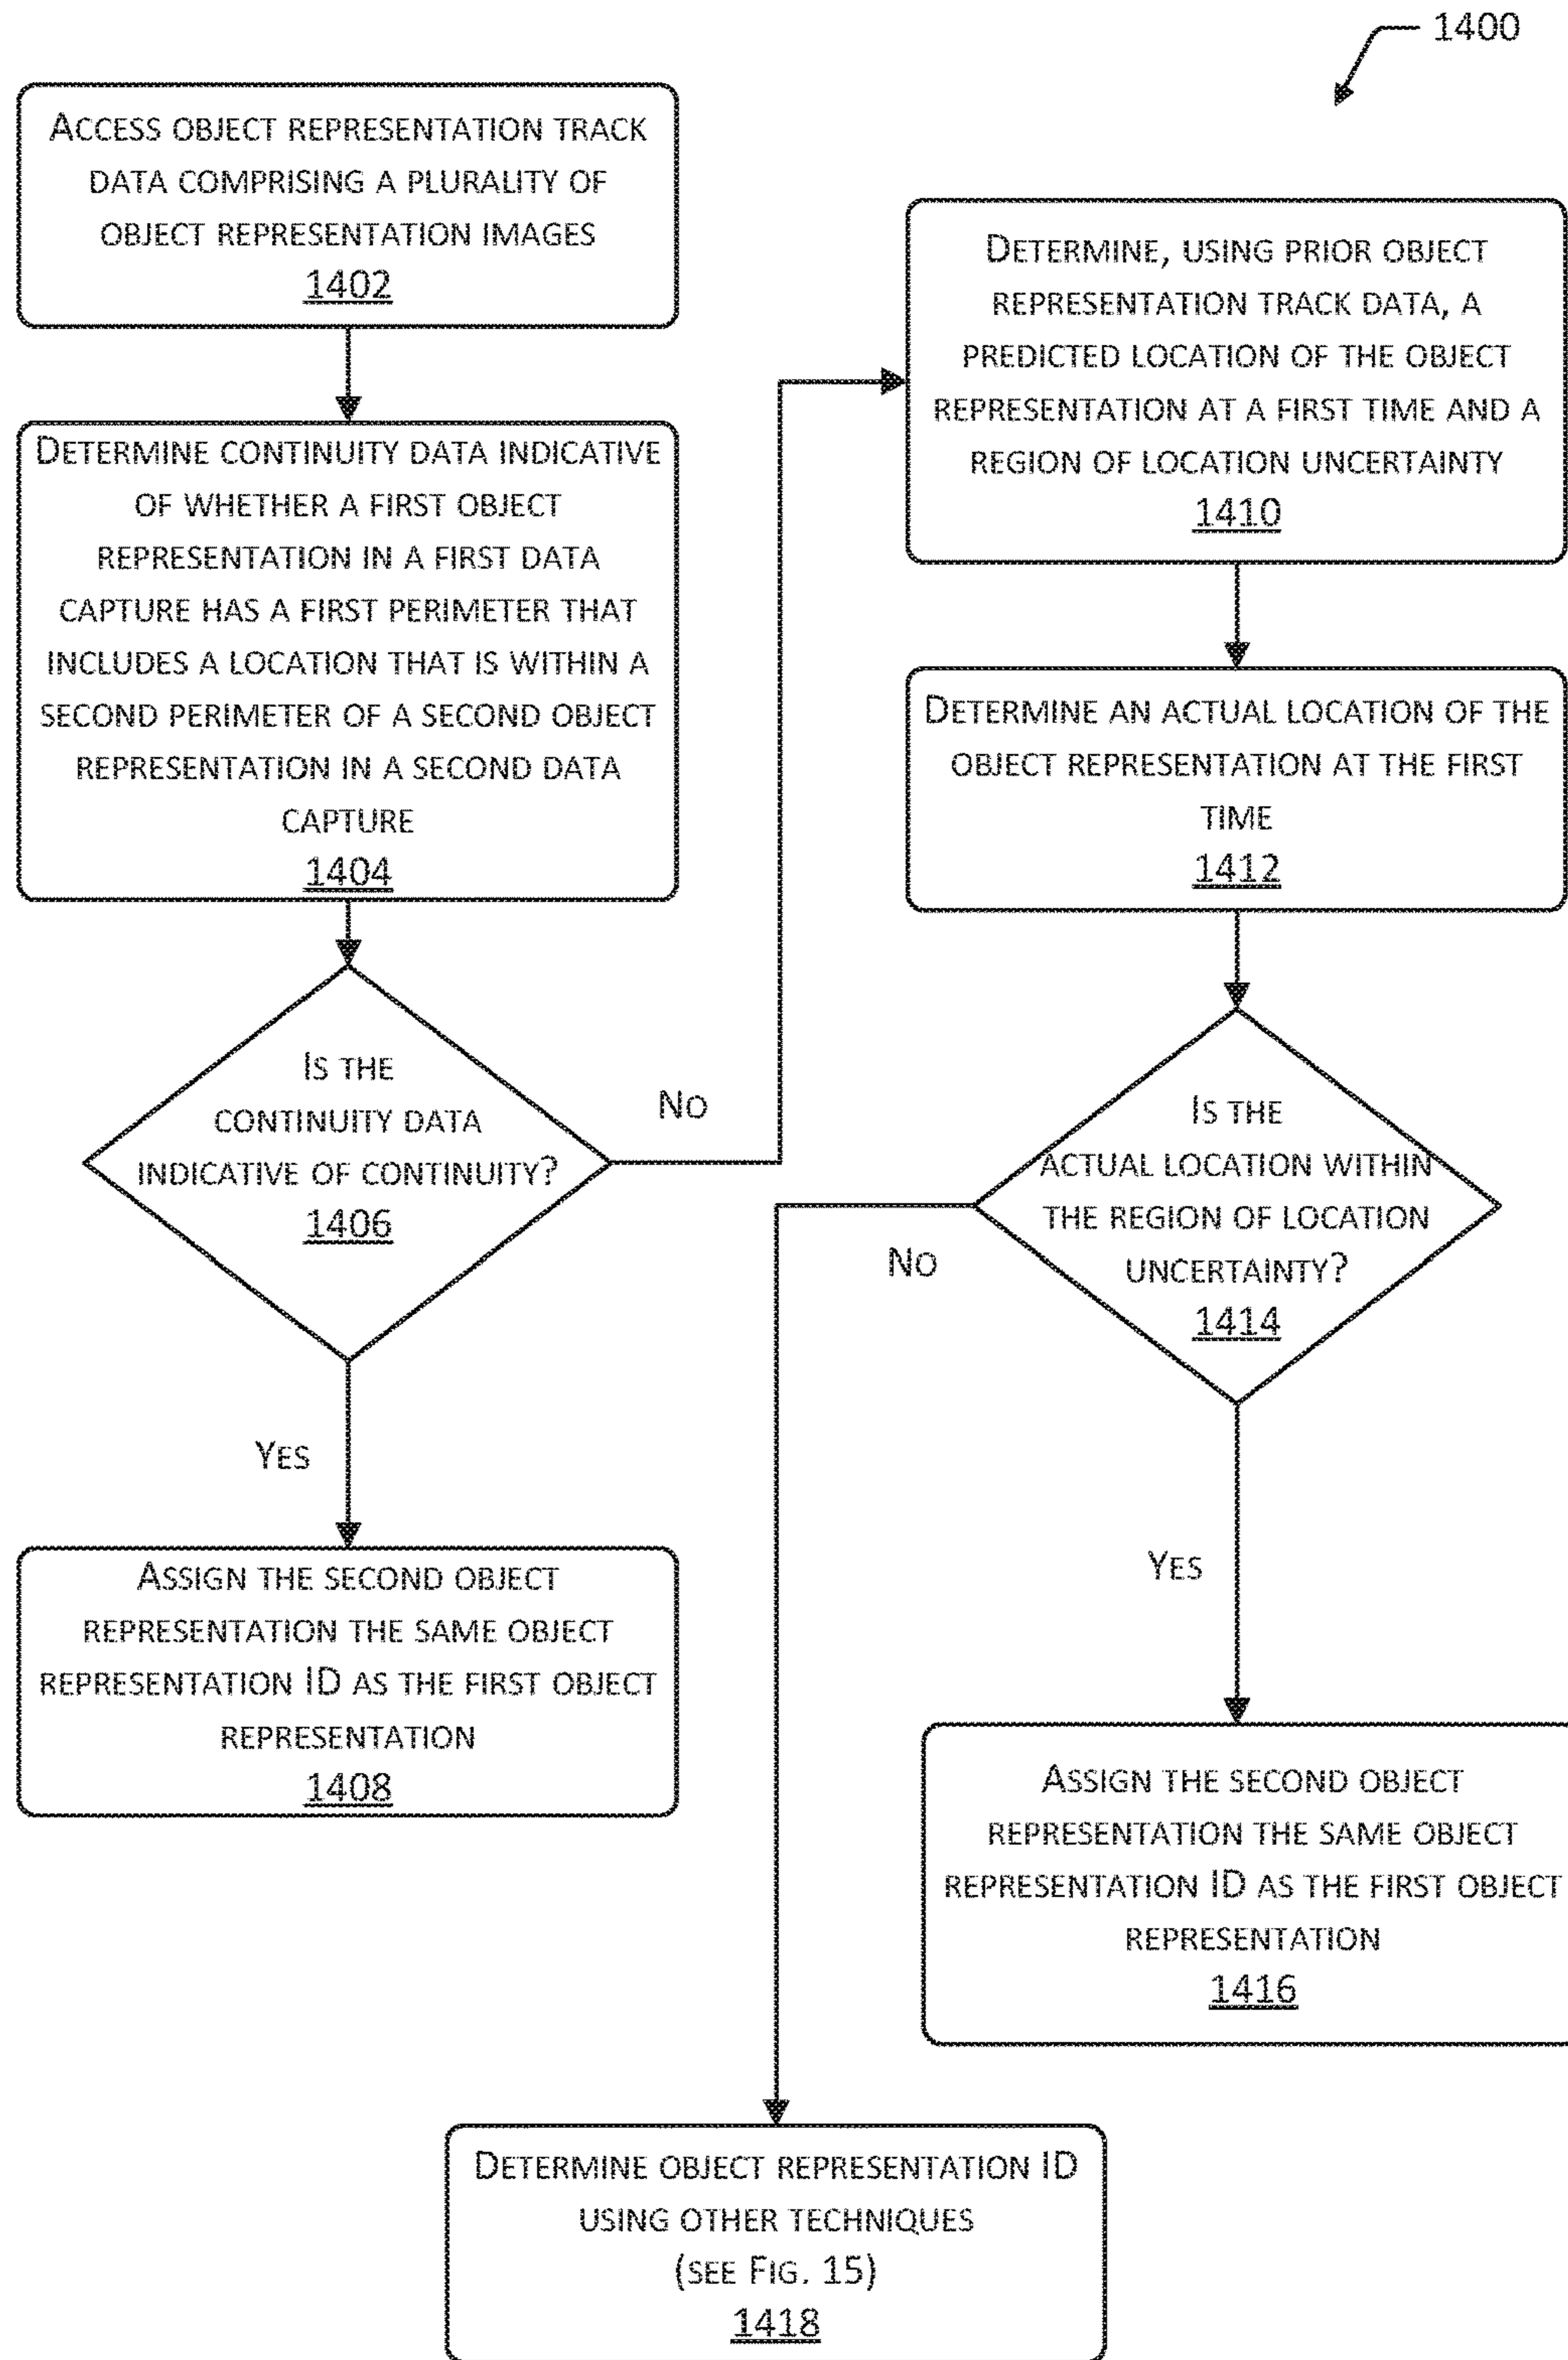 1400
Access object representation track
data comprising a plurality of
object representation images
1402
Determine continuity data indicative
of whether a first object
representation in a first data
capture has a first perimeter that
includes a location that is within a
second perimeter of a second object
representation in a second data
capture
1404
Is the
continuity data
indicative of continuity?
1406
No
Yes
Assign the second object
representation the same object
representation ID as the first object
representation
1408
Determine, using prior object
representation track data, a
predicted location of the object
representation at a first time and a
region of location uncertainty
1410
Determine an actual location of the
object representation at the first
time
1412
Is the
actual location within
the region of location
uncertainty?
1414
No
Yes
Assign the second object
representation the same object
representation ID as the first object
representation
1416
Determine object representation ID
using other techniques
(see Fig. 15)
1418